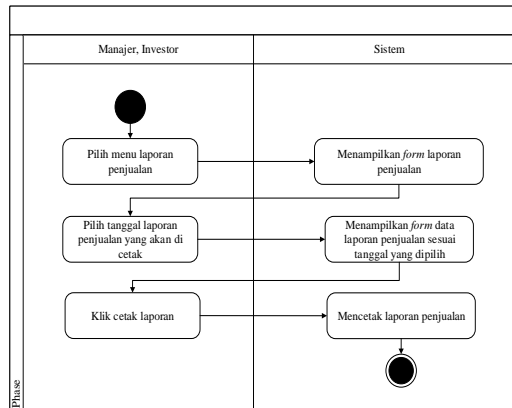 Manajer, Investor
Sistem
Pilih menu laporan
penjualan
Menampilkan form laporan
penjualan
Pilih tanggal laporan
penjualan yang akan di
cetak
Menampilkan form data
laporan penjualan sesuai
tanggal yang dipilih
Klik cetak laporan
Mencetak laporan penjualan
Phase